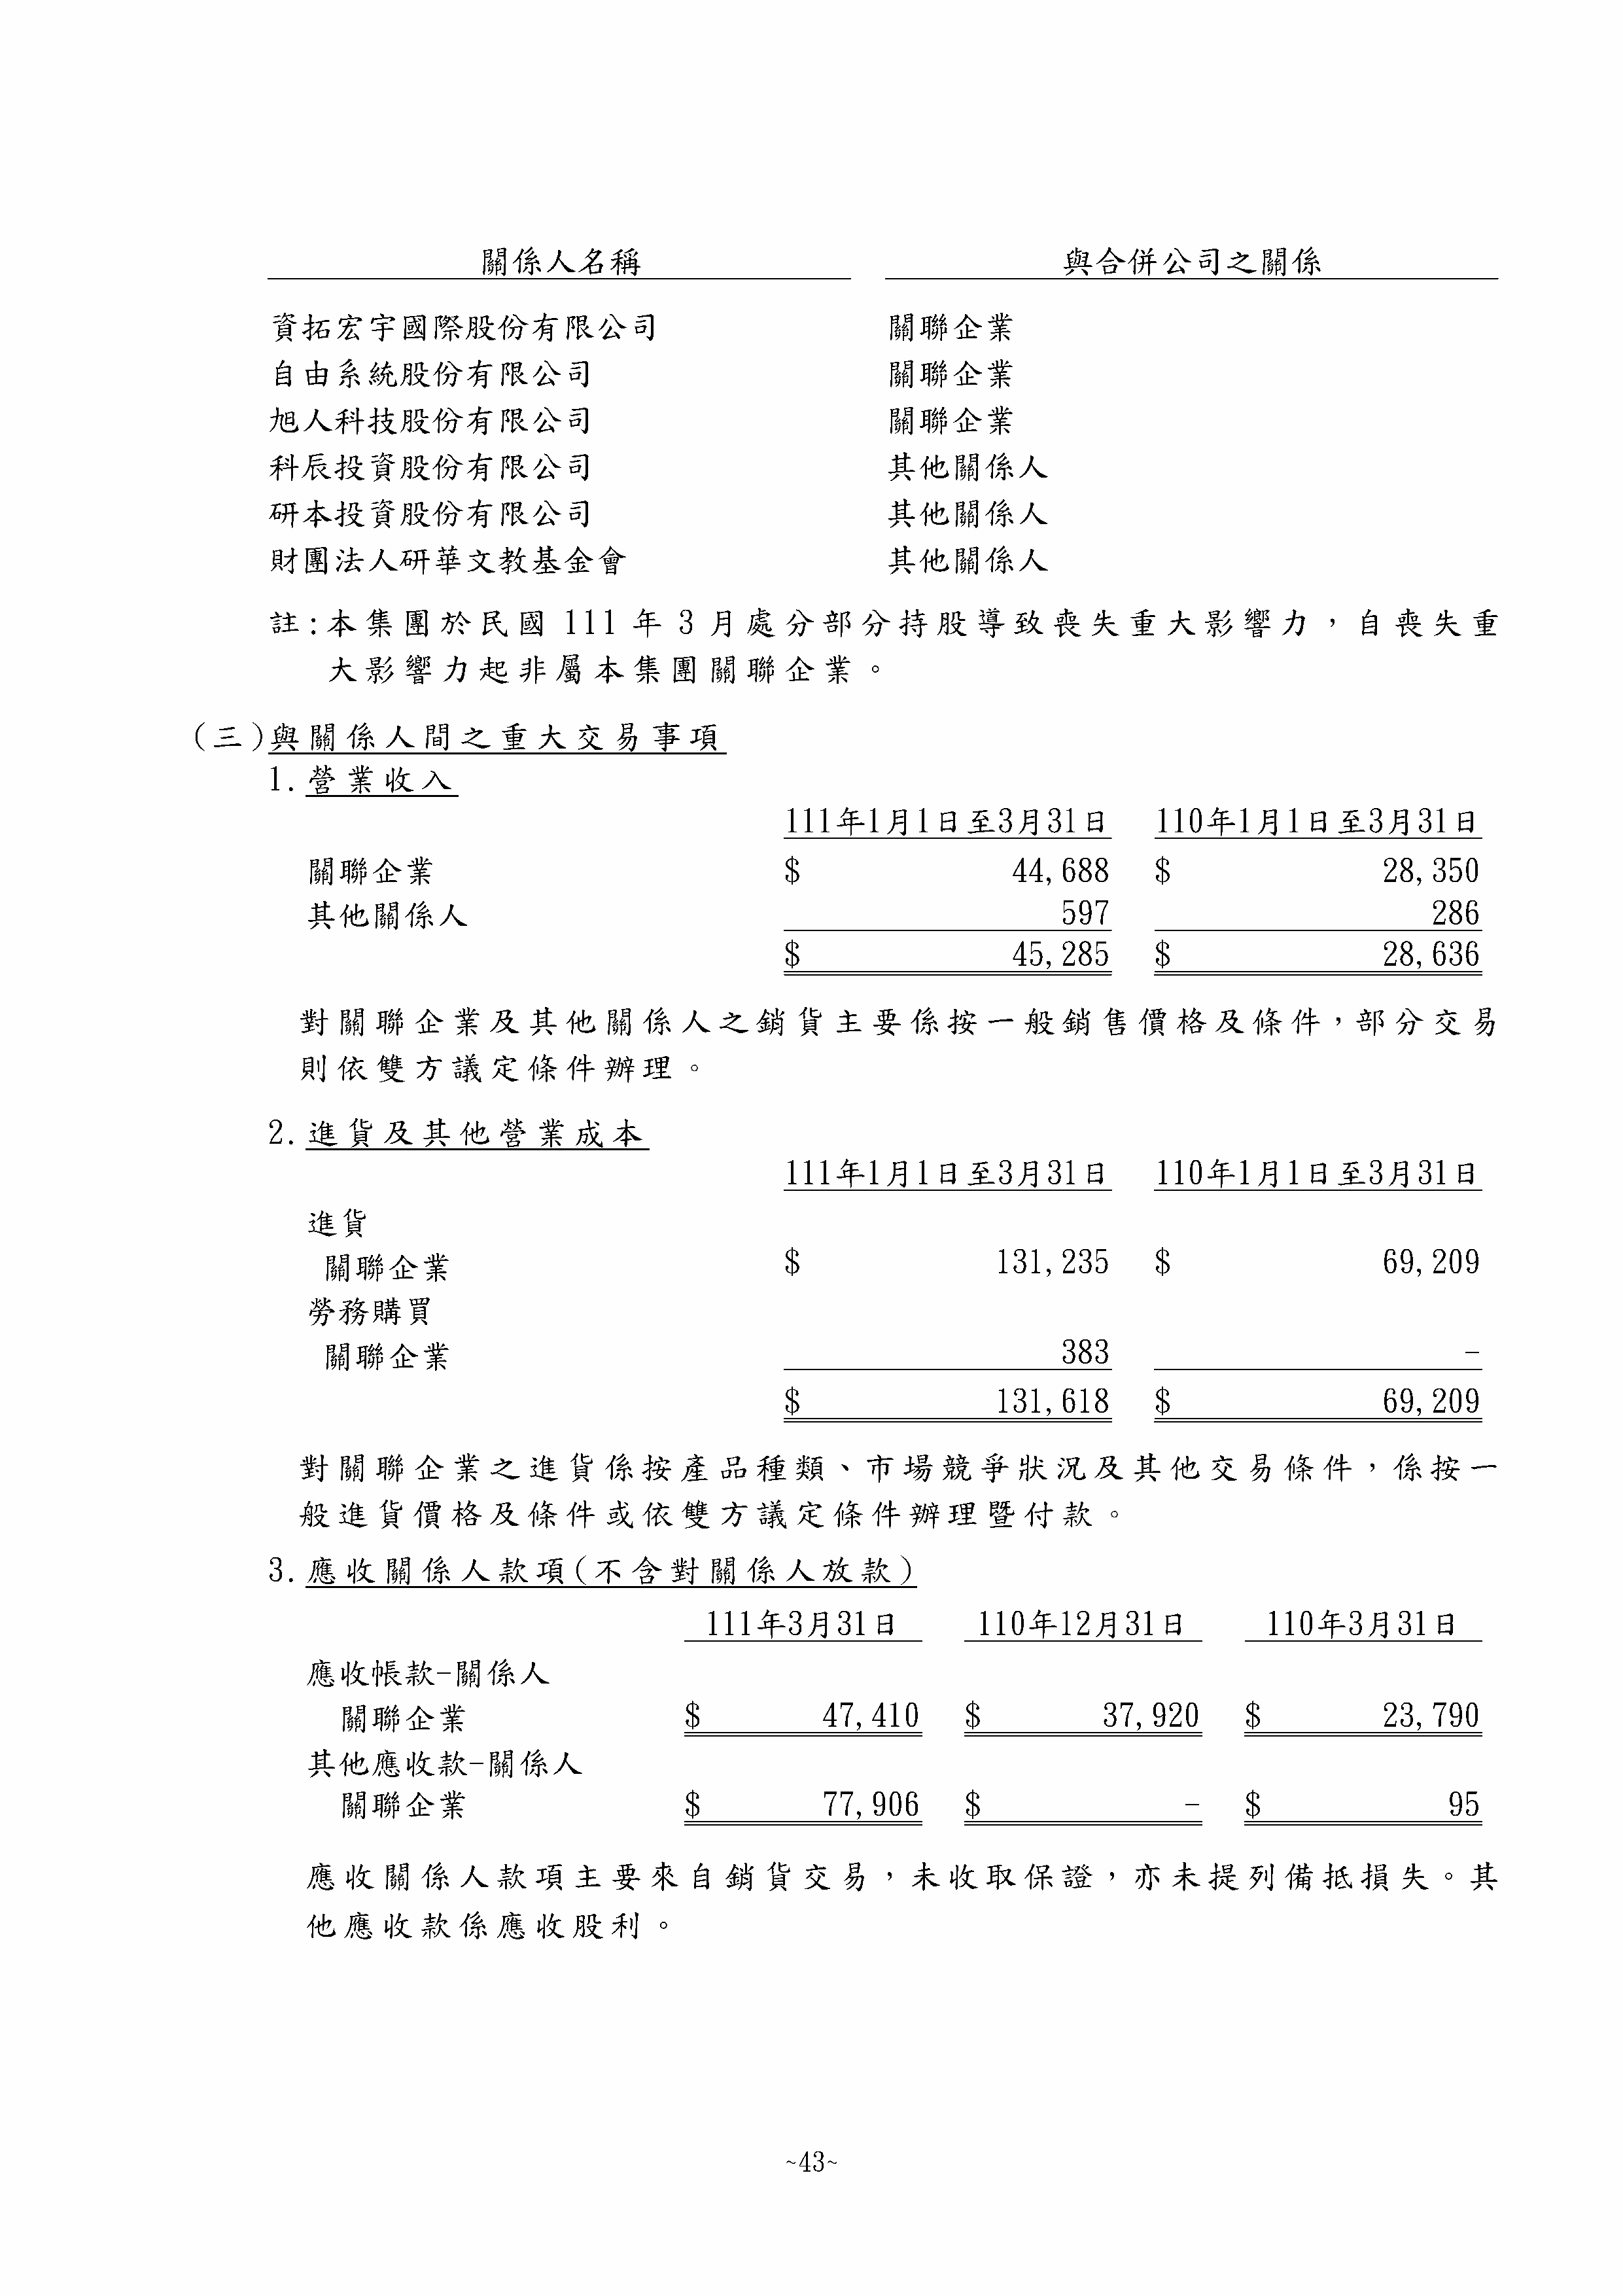 關係人名稱 與合併公司之關係
資拓宏宇國際股份有限公司 關聯企業
自由系統股份有限公司 關聯企業
旭人科技股份有限公司 關聯企業
科辰投資股份有限公司 其他關係人
研本投資股份有限公司 其他關係人
財團法人研華文教基金會 其他關係人
註:本集團於民國 111 年 3 月處分部分持股導致喪失重大影響力，自喪失重
大影響力起非屬本集團關聯企業。
(三)與關係人間之重大交易事項
1.營業收入
111年1月1日至3月31日 110年1月1日至3月31日
關聯企業 $ 44,688 $ 28,350
其他關係人 597 286
$ 45,285 $ 28,636
對關聯企業及其他關係人之銷貨主要係按一般銷售價格及條件，部分交易
則依雙方議定條件辦理。
2.進貨及其他營業成本
111年1月1日至3月31日 110年1月1日至3月31日
進貨
關聯企業 $ 131,235 $ 69,209
勞務購買
關聯企業 383 -
$ 131,618 $ 69,209
對關聯企業之進貨係按產品種類、市場競爭狀況及其他交易條件，係按一
般進貨價格及條件或依雙方議定條件辦理暨付款。
3.應收關係人款項(不含對關係人放款)
111年3月31日 110年12月31日 110年3月31日
應收帳款-關係人
關聯企業 $ 47,410 $ 37,920 $ 23,790
其他應收款-關係人
關聯企業 $ 77,906 $ - $ 95
應收關係人款項主要來自銷貨交易，未收取保證，亦未提列備抵損失。其
他應收款係應收股利。
~43~